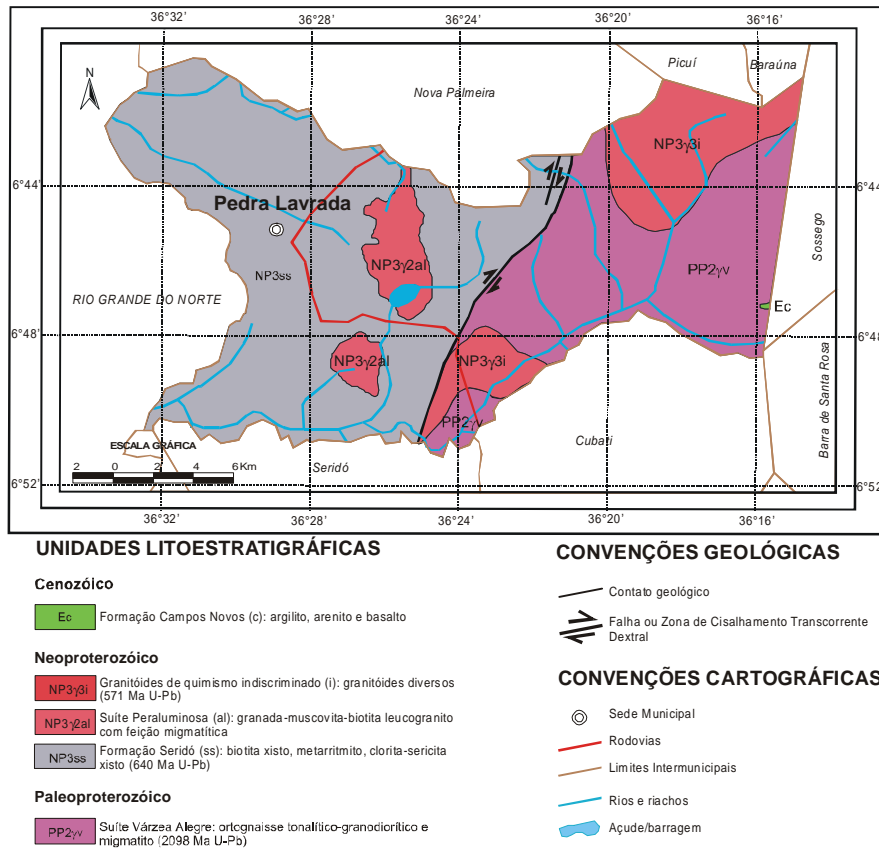 36°32' 36°28' 36°24' 36°20' 36°16'
N
Nova Palmeira
Picuí
Baraúna
NP3γ3i
6°44' 6°44'
Pedra Lavrada
NP3γ2al
NP3ss
PP2γv
Sossego
RIO GRANDE DO NORTE
Ec
6°48' 6°48'
NP3γ2al
NP3γ3i
PP2γv
Barra de Santa Rosa
ESCALA GRÁFICA
Seridó
Cubati
2 0 2 4 6 Km
6°52' 6°52'
36°32' 36°28' 36°24' 36°20' 36°16'
UNIDADES LITOESTRATIGRÁFICAS
Cenozóico
Ec Formação Campos Novos (c): argilito, arenito e basalto
Neoproterozóico
NP3γ3i Granitóides de quimismo indiscriminado (i): granitóides diversos
(571 Ma U-Pb)
NP3γ2al Suíte Peraluminosa (al): granada-muscovita-biotita leucogranito
com feição migmatítica
NP3ss Formação Seridó (ss): biotita xisto, metarritmito, clorita-sericita
xisto (640 Ma U-Pb)
Paleoproterozóico
PP2γv Suíte Várzea Alegre: ortognaisse tonalítico-granodiorítico e
migmatito (2098 Ma U-Pb)
CONVENÇÕES GEOLÓGICAS
Contato geológico
Falha ou Zona de Cisalhamento Transcorrente
Dextral
CONVENÇÕES CARTOGRÁFICAS
Sede Municipal
Rodovias
Limites Intermunicipais
Rios e riachos
Açude/barragem